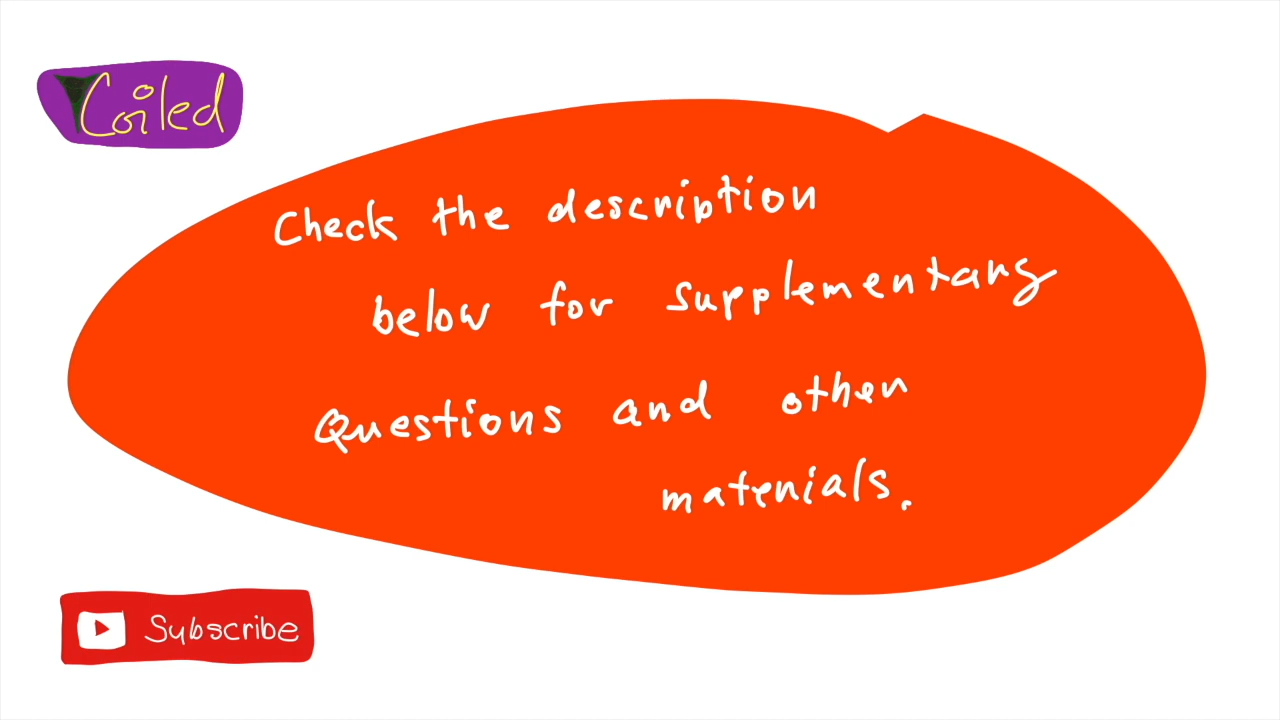 Coiled
Check the description
below for supplementary
Questions and other
materials.
Subscribe